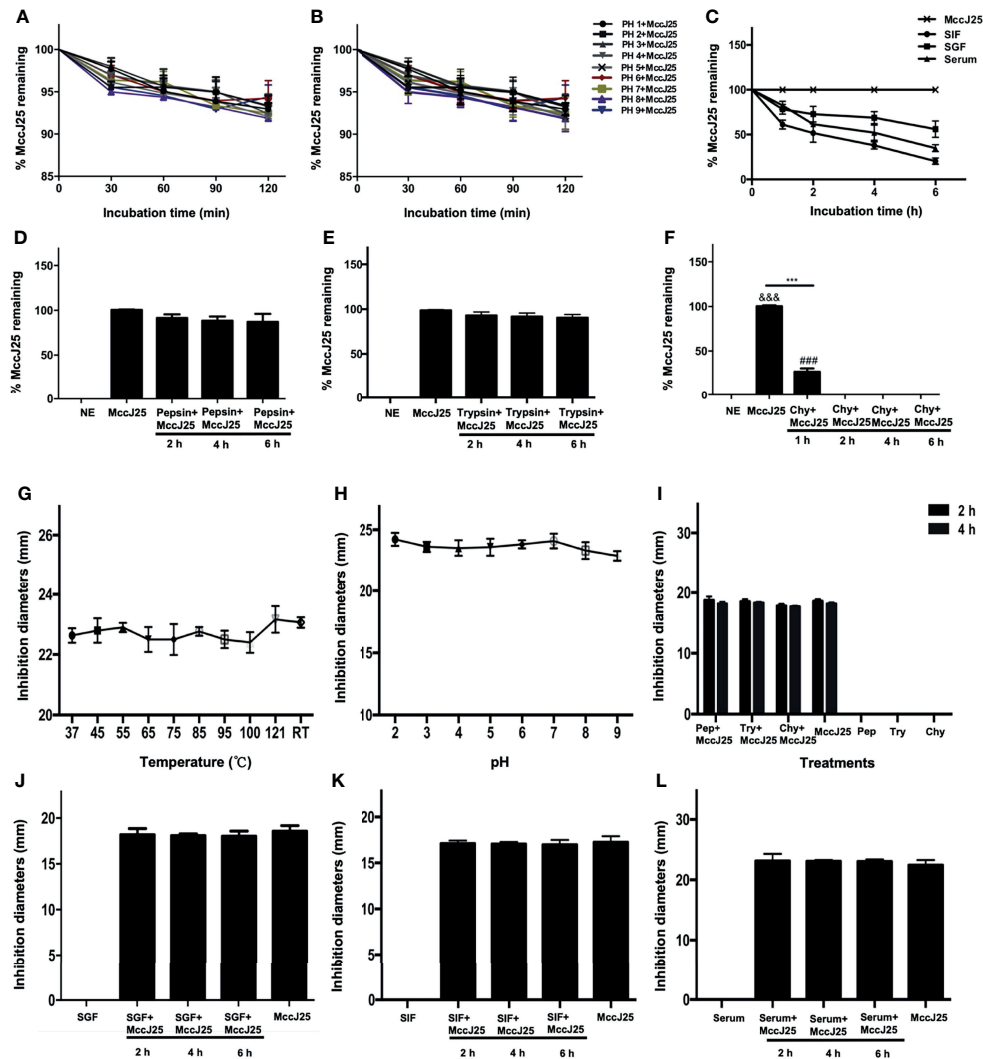 A
% MccJ25 remaining
100
95
90
85
0
30
60
90
120
Incubation time (min)
B
% MccJ25 remaining
100
95
90
85
0
30
60
90
120
Incubation time (min)
PH 1+MccJ25
PH 2+MccJ25
PH 3+MccJ25
PH 4+MccJ25
PH 5+MccJ25
PH 6+MccJ25
PH 7+MccJ25
PH 8+MccJ25
PH 9+MccJ25
C
% MccJ25 remaining
150
100
50
0
0
2
4
6
Incubation time (h)
MccJ25
SIF
SGF
Serum
D
% MccJ25 remaining
150
100
50
0
NE
MccJ25
Pepsin+
MccJ25
Pepsin+
MccJ25
Pepsin+
MccJ25
2 h
4 h
6 h
E
% MccJ25 remaining
150
100
50
0
NE
MccJ25
Trypsin+
MccJ25
Trypsin+
MccJ25
Trypsin+
MccJ25
2 h
4 h
6 h
F
% MccJ25 remaining
150
100
50
0
&&&
***
###
NE
MccJ25
Chy+
MccJ25
Chy+
MccJ25
Chy+
MccJ25
Chy+
MccJ25
1 h
2 h
4 h
6 h
G
Inhibition diameters (mm)
26
24
22
20
37
45
55
65
75
85
95
100
121
RT
Temperature (℃)
H
Inhibition diameters (mm)
25
20
15
10
2
3
4
5
6
7
8
9
pH
I
Inhibition diameters (mm)
30
20
10
0
2 h
4 h
Pep+
MccJ25
Try+
MccJ25
Chy+
MccJ25
MccJ25
Pep
Try
Chy
Treatments
J
Inhibition diameters (mm)
20
15
10
5
0
SGF
SGF+
MccJ25
SGF+
MccJ25
SGF+
MccJ25
MccJ25
2 h
4 h
6 h
K
Inhibition diameters (mm)
20
15
10
5
0
SIF
SIF+
MccJ25
SIF+
MccJ25
SIF+
MccJ25
MccJ25
2 h
4 h
6 h
L
Inhibition diameters (mm)
30
20
10
0
Serum
Serum+
MccJ25
Serum+
MccJ25
Serum+
MccJ25
MccJ25
2 h
4 h
6 h